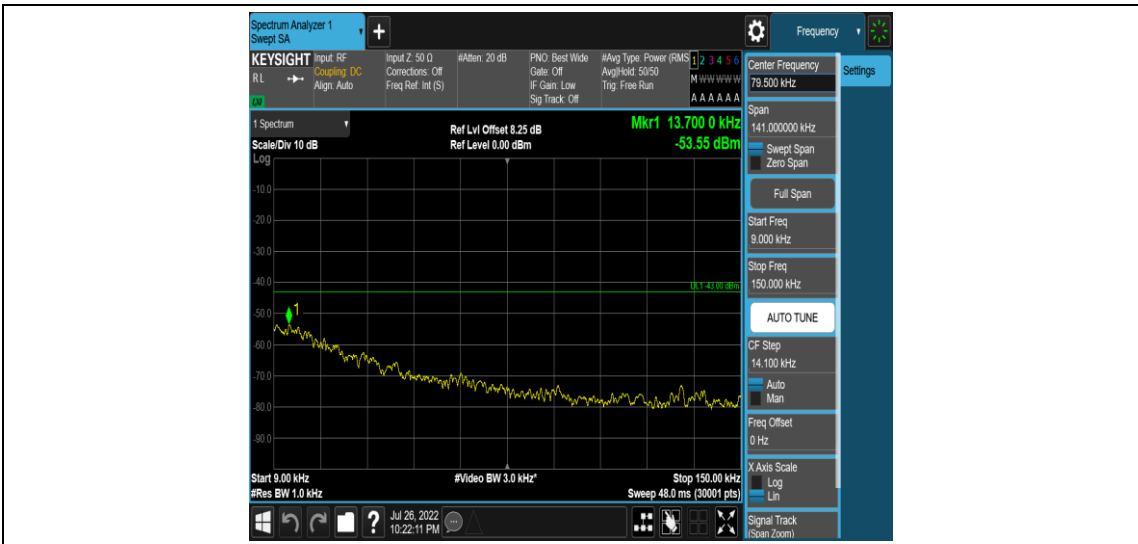 Spectrum Analyzer 1
Swept SA
+
Frequency
KEYSIGHT
RL
LXI
Input: RF
Coupling: DC
Align: Auto
Input Z: 50 Ω
Corrections: Off
Freq Ref: Int (S)
#Atten: 20 dB
PNO: Best Wide
Gate: Off
IF Gain: Low
Sig Track: Off
#Avg Type: Power (RMS
Avg|Hold: 50/50
Trig: Free Run
1 2 3 4 5 6
M W W W W W
A A A A A A
Center Frequency
79.500 kHz
Settings
Span
141.000000 kHz
Swept Span
Zero Span
Full Span
Start Freq
9.000 kHz
Stop Freq
150.000 kHz
AUTO TUNE
CF Step
14.100 kHz
Auto
Man
Freq Offset
0 Hz
X Axis Scale
Log
Lin
Signal Track
(Span Zoom)
1 Spectrum
Scale/Div 10 dB
Log
Ref Lvl Offset 8.25 dB
Ref Level 0.00 dBm
Mkr1 13.700 0 kHz
-53.55 dBm
-10.0
-20.0
-30.0
-40.0
DL1 -43.00 dBm
-50.0
1
-60.0
-70.0
-80.0
-90.0
Start 9.00 kHz
#Res BW 1.0 kHz
#Video BW 3.0 kHz*
Stop 150.00 kHz
Sweep 48.0 ms (30001 pts)
?
Jul 26, 2022
10:22:11 PM